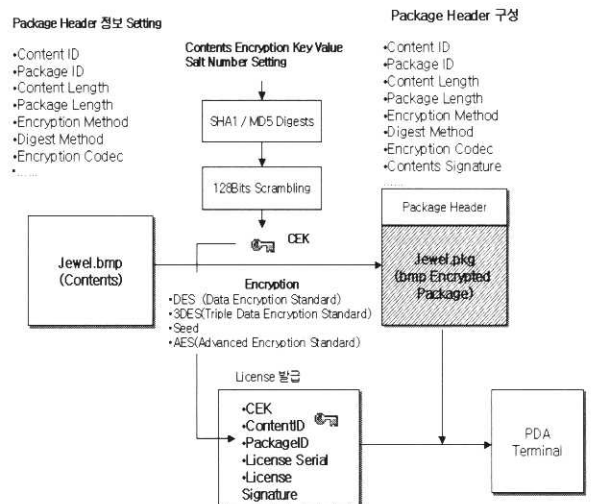 Package Header 정보 Setting
•Content ID
•Package ID
•Content Length
•Package Length
•Encryption Method
•Digest Method
•Encryption Codec
•......
Contents Encryption Key Value
Salt Number Setting
SHA1 / MD5 Digests
128Bits Scrambling
CEK
Package Header 구성
•Content ID
•Package ID
•Content Length
•Package Length
•Encryption Method
•Digest Method
•Encryption Codec
•Contents Signature
......
Package Header
Jewel.pkg
(bmp Encrypted
Package)
Jewel.bmp
(Contents)
Encryption
•DES (Data Encryption Standard)
•3DES(Triple Data Encryption Standard)
•Seed
•AES(Advanced Encryption Standard)
License 발급
•CEK
•ContentID
•PackageID
•License Serial
•License
Signature
PDA
Terminal